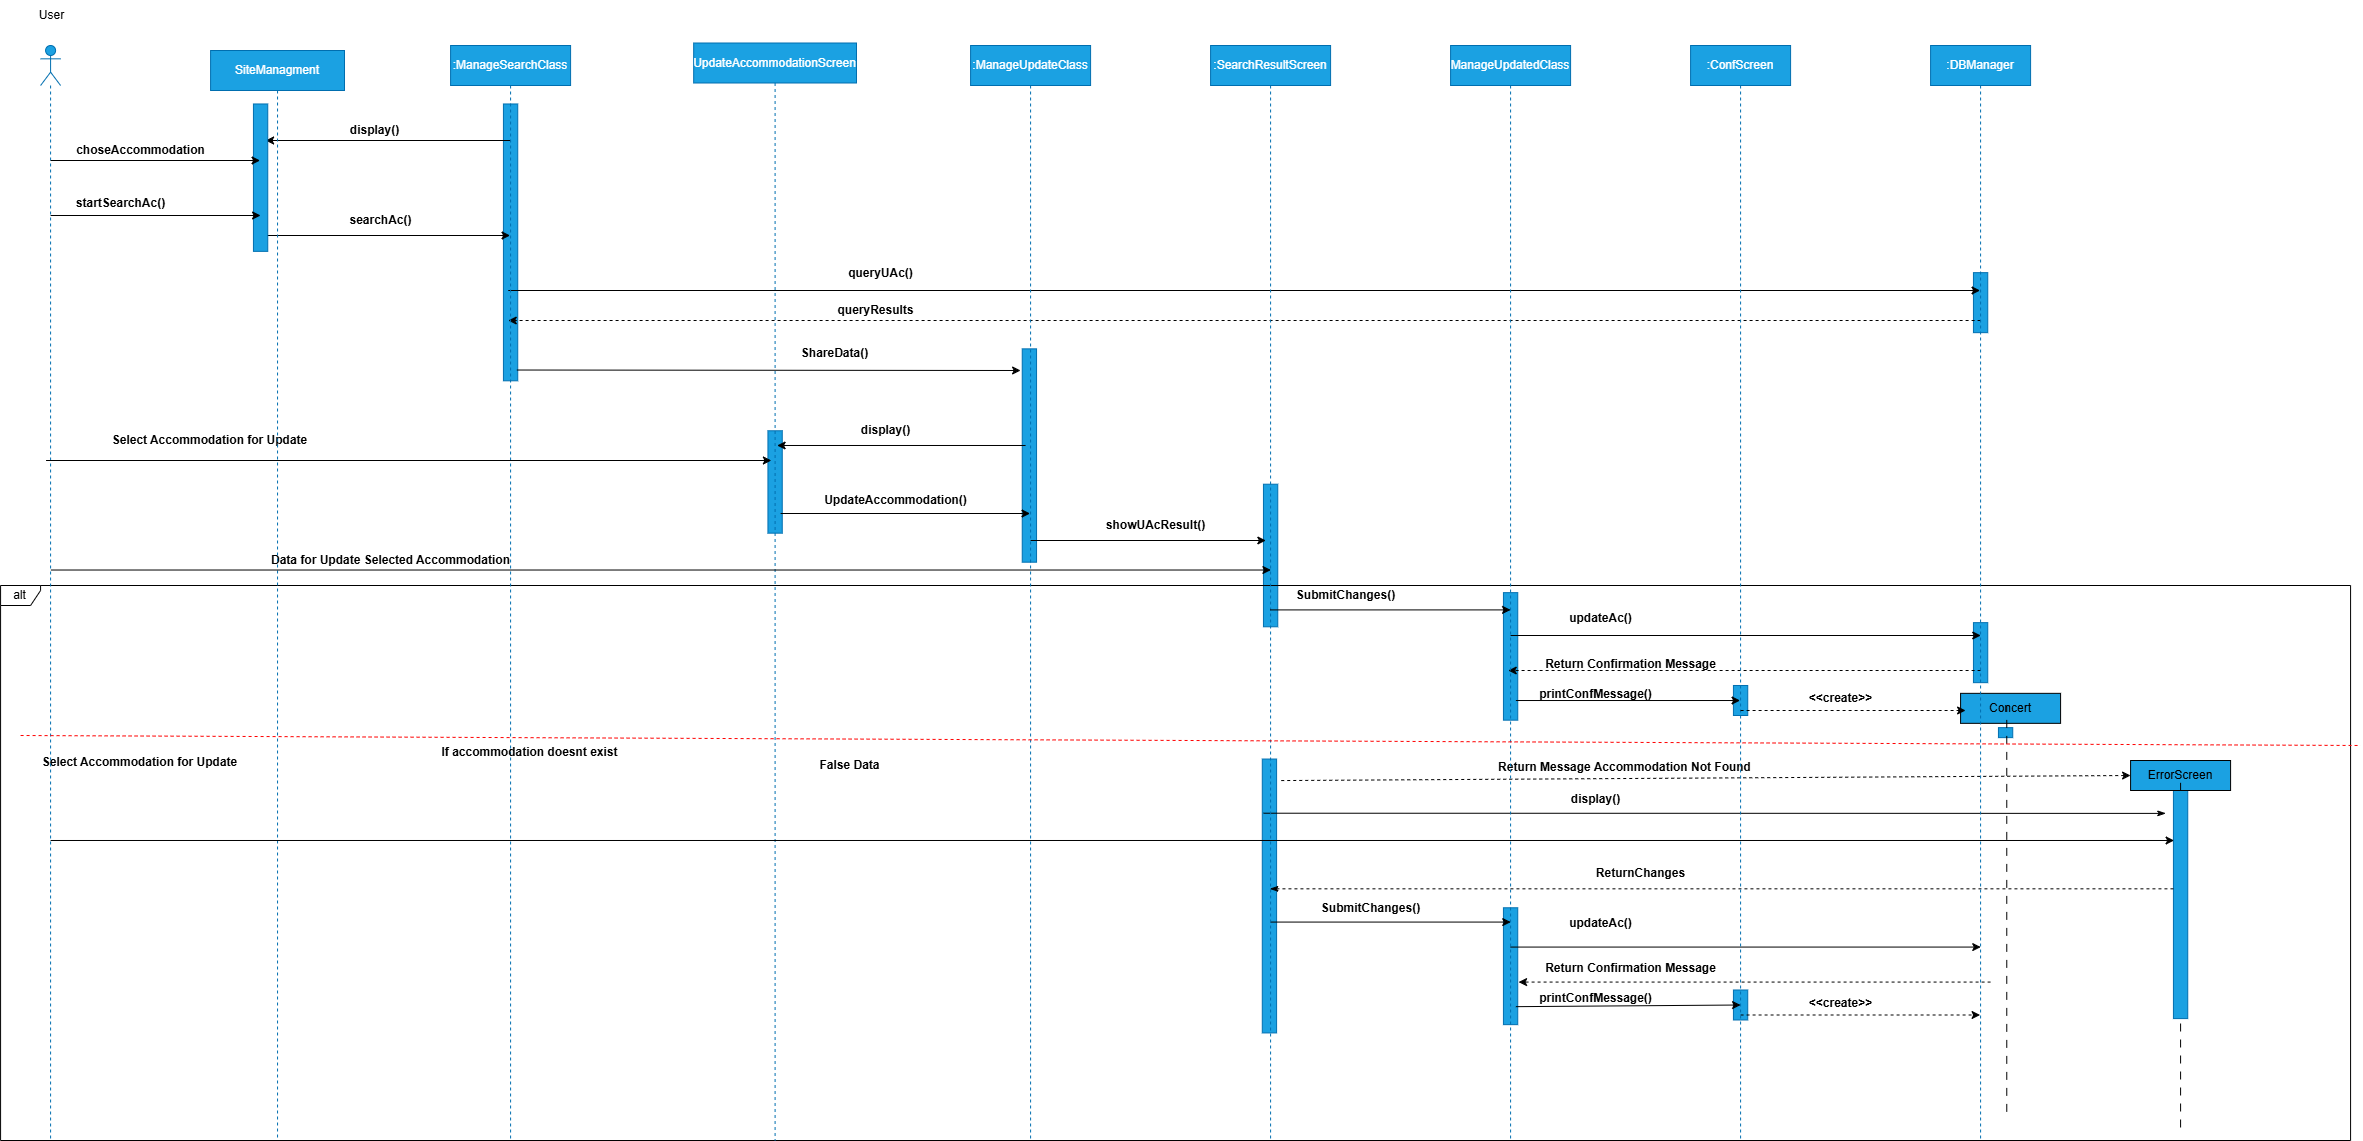 User
SiteManagment
:ManageSearchClass
UpdateAccommodationScreen
:ManageUpdateClass
:SearchResultScreen
ManageUpdatedClass
:ConfScreen
:DBManager
display()
choseAccommodation
startSearchAc()
searchAc()
queryUAc()
queryResults
ShareData()
display()
Select Accommodation for Update
UpdateAccommodation()
showUAcResult()
Data for Update Selected Accommodation
alt
SubmitChanges()
updateAc()
Return Confirmation Message
printConfMessage()
<<create>>
Concert
If accommodation doesnt exist
Select Accommodation for Update
False Data
Return Message Accommodation Not Found
ErrorScreen
display()
ReturnChanges
SubmitChanges()
updateAc()
Return Confirmation Message
printConfMessage()
<<create>>